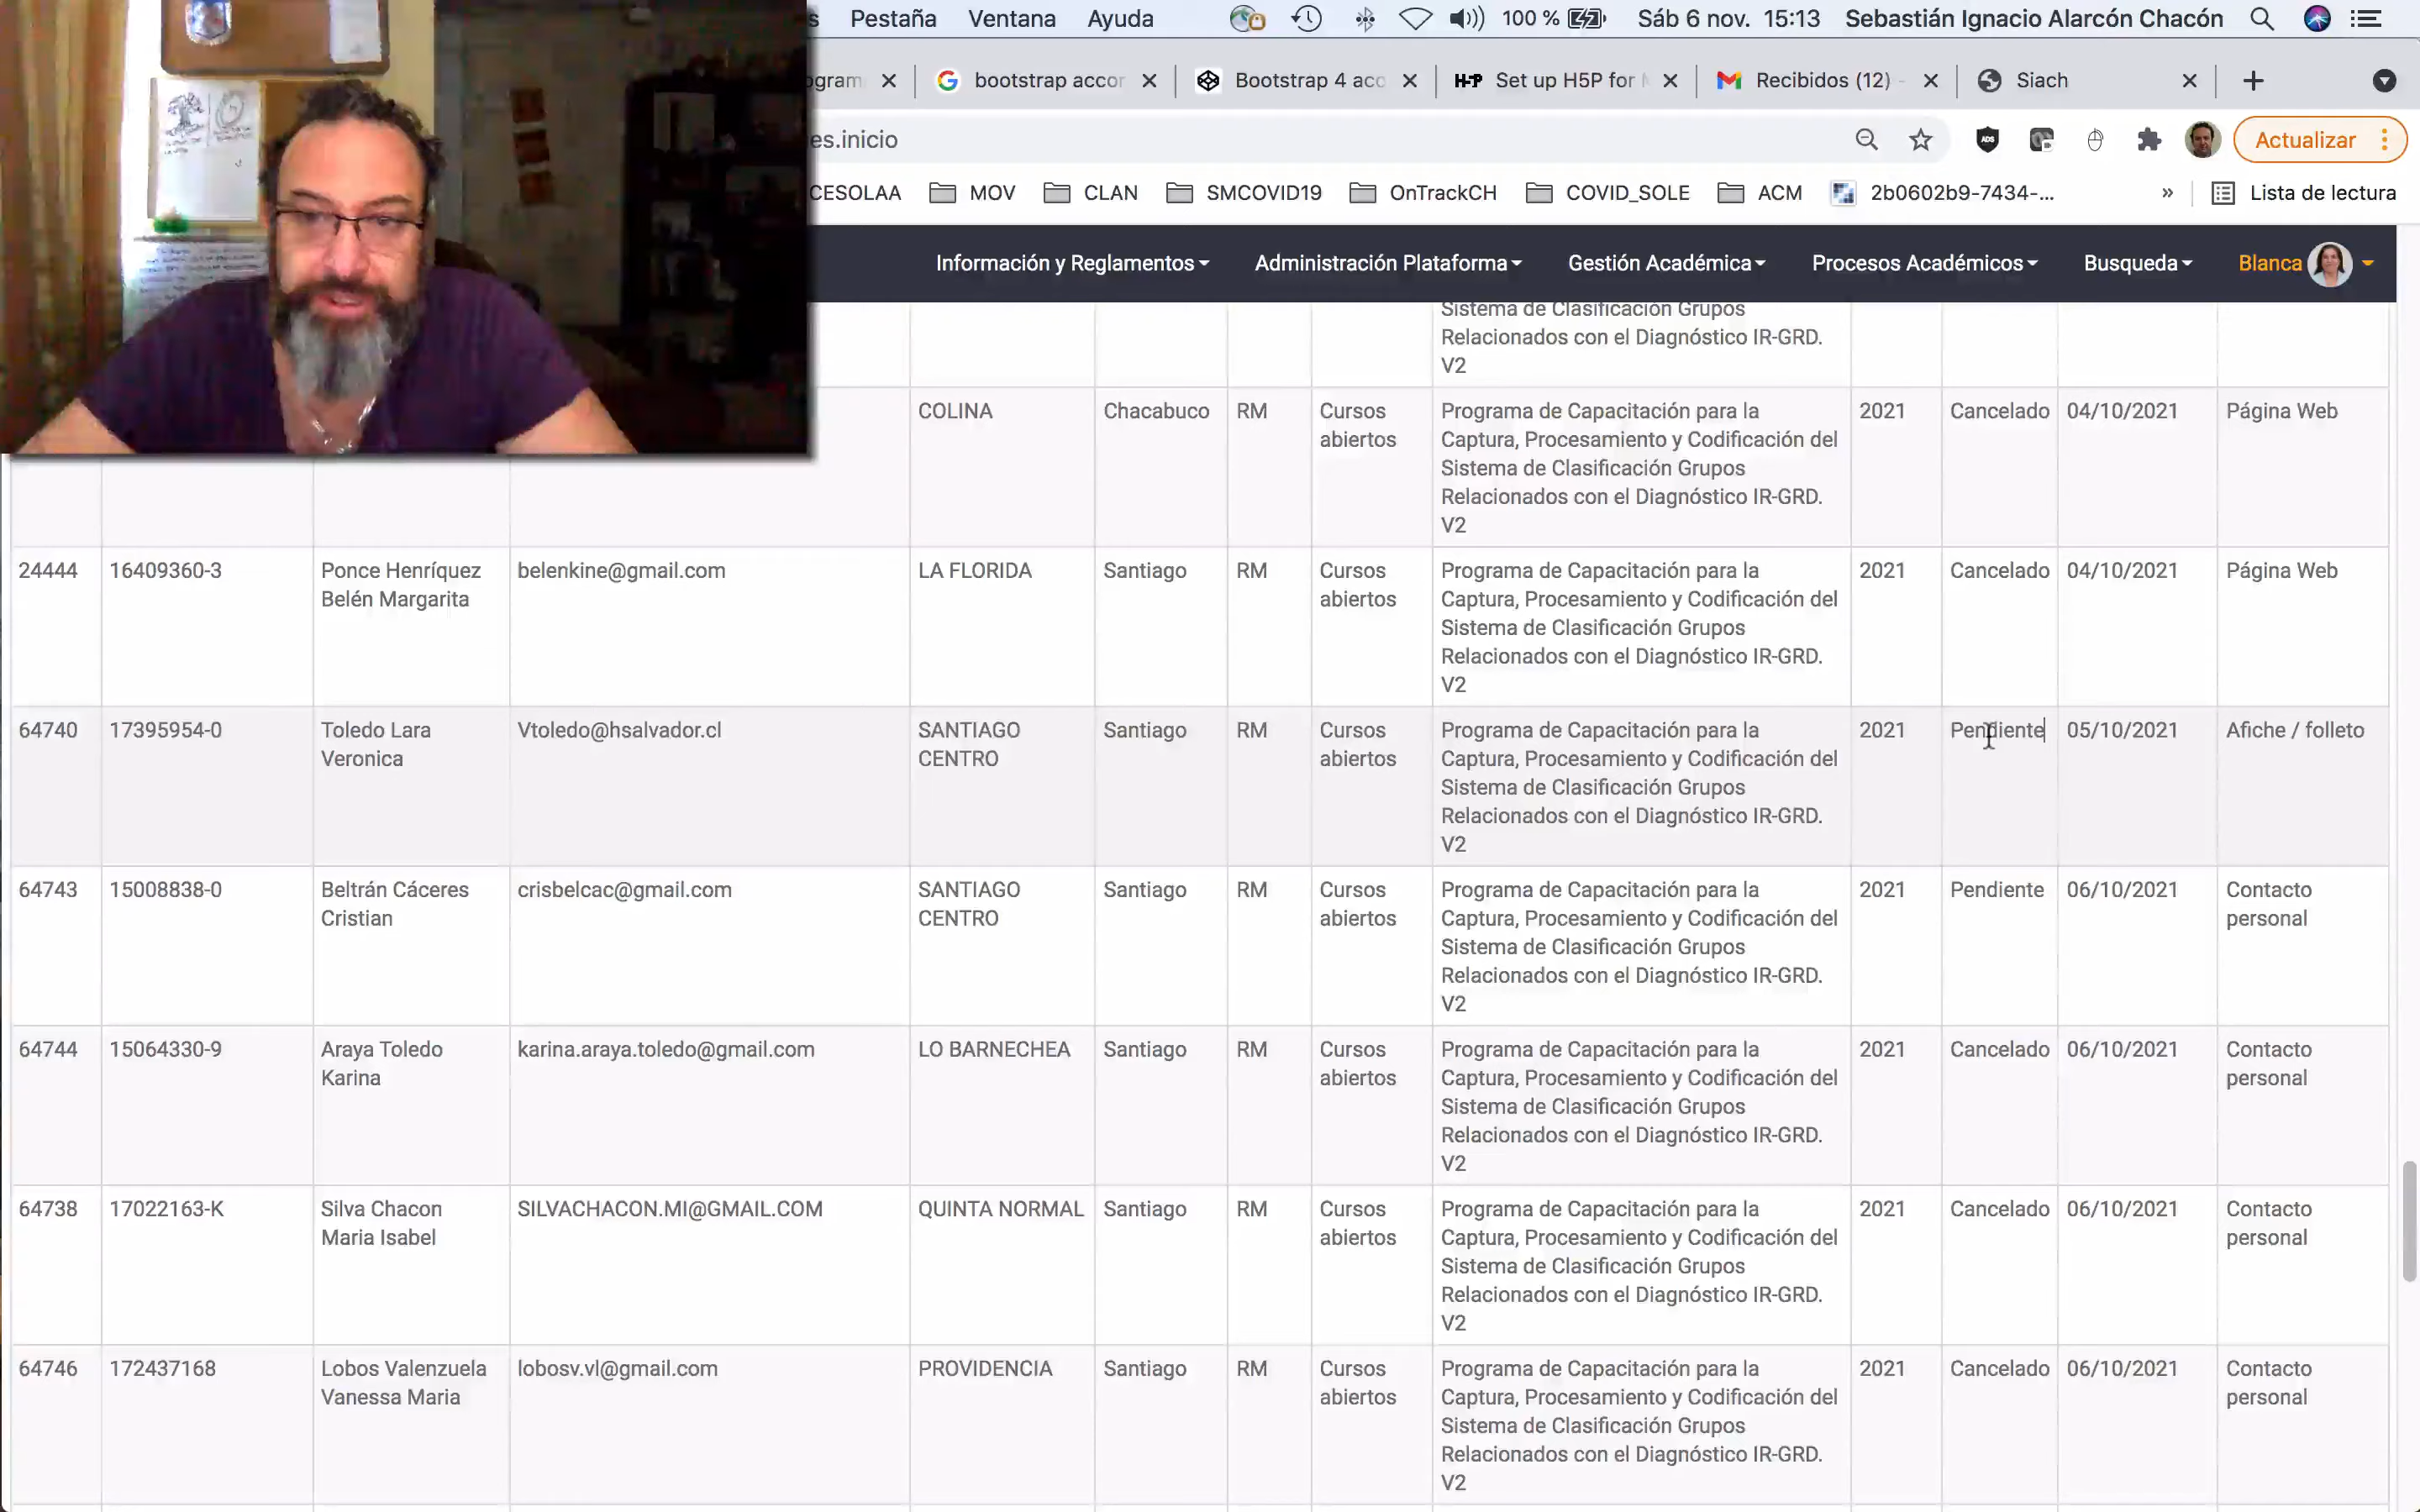 s Pestaña Ventana Ayuda 100 % Sáb 6 nov. 15:13 Sebastián Ignacio Alarcón Chacón
ogram bootstrap accor Bootstrap 4 acc H-P Set up H5P for Recibidos (12) - Siach
es.inicio ADS Actualizar
CESOLAA MOV CLAN SMCOVID19 OnTrackCH COVID_SOLE ACM 2b0602b9-7434-... » Lista de lectura
Información y Reglamentos Administración Plataforma Gestión Académica Procesos Académicos Busqueda Blanca
Sistema de Clasificación Grupos
Relacionados con el Diagnóstico IR-GRD.
V2
COLINA Chacabuco RM Cursos Programa de Capacitación para la 2021 Cancelado 04/10/2021 Página Web
abiertos Captura, Procesamiento y Codificación del
Sistema de Clasificación Grupos
Relacionados con el Diagnóstico IR-GRD.
V2
24444 16409360-3 Ponce Henríquez belenkine@gmail.com LA FLORIDA Santiago RM Cursos Programa de Capacitación para la 2021 Cancelado 04/10/2021 Página Web
Belén Margarita abiertos Captura, Procesamiento y Codificación del
Sistema de Clasificación Grupos
Relacionados con el Diagnóstico IR-GRD.
V2
64740 17395954-0 Toledo Lara Vtoledo@hsalvador.cl SANTIAGO Santiago RM Cursos Programa de Capacitación para la 2021 Pendiente 05/10/2021 Afiche / folleto
Veronica CENTRO abiertos Captura, Procesamiento y Codificación del
Sistema de Clasificación Grupos
Relacionados con el Diagnóstico IR-GRD.
V2
64743 15008838-0 Beltrán Cáceres crisbelcac@gmail.com SANTIAGO Santiago RM Cursos Programa de Capacitación para la 2021 Pendiente 06/10/2021 Contacto
Cristian CENTRO abiertos Captura, Procesamiento y Codificación del personal
Sistema de Clasificación Grupos
Relacionados con el Diagnóstico IR-GRD.
V2
64744 15064330-9 Araya Toledo karina.araya.toledo@gmail.com LO BARNECHEA Santiago RM Cursos Programa de Capacitación para la 2021 Cancelado 06/10/2021 Contacto
Karina abiertos Captura, Procesamiento y Codificación del personal
Sistema de Clasificación Grupos
Relacionados con el Diagnóstico IR-GRD.
V2
64738 17022163-K Silva Chacon SILVACHACON.MI@GMAIL.COM QUINTA NORMAL Santiago RM Cursos Programa de Capacitación para la 2021 Cancelado 06/10/2021 Contacto
Maria Isabel abiertos Captura, Procesamiento y Codificación del personal
Sistema de Clasificación Grupos
Relacionados con el Diagnóstico IR-GRD.
V2
64746 172437168 Lobos Valenzuela lobosv.vl@gmail.com PROVIDENCIA Santiago RM Cursos Programa de Capacitación para la 2021 Cancelado 06/10/2021 Contacto
Vanessa Maria abiertos Captura, Procesamiento y Codificación del personal
Sistema de Clasificación Grupos
Relacionados con el Diagnóstico IR-GRD.
V2